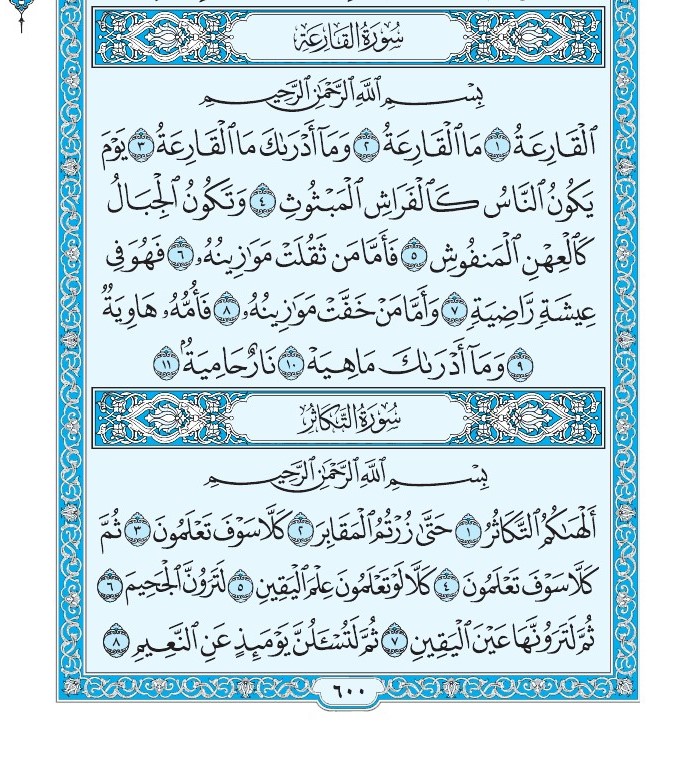 سُورَةُ القَارِعَةِ
بِسْمِ ٱللَّهِ ٱلرَّحْمَٰنِ ٱلرَّحِيمِ
ٱلْقَارِعَةُ ١ مَا ٱلْقَارِعَةُ ٢ وَمَآ أَدْرَىٰكَ مَا ٱلْقَارِعَةُ ٣ يَوْمَ
يَكُونُ ٱلنَّاسُ كَٱلْفَرَاشِ ٱلْمَبْثُوثِ ٤ وَتَكُونُ ٱلْجِبَالُ
كَٱلْعِهْنِ ٱلْمَنفُوشِ ٥ فَأَمَّا مَن ثَقُلَتْ مَوَٰزِينُهُۥ ٦ فَهُوَ فِى
عِيشَةٍ رَّاضِيَةٍ ٧ وَأَمَّا مَنْ خَفَّتْ مَوَٰزِينُهُۥ ٨ فَأُمُّهُۥ هَاوِيَةٌ
٩ وَمَآ أَدْرَىٰكَ مَا هِيَهْ ١٠ نَارٌ حَامِيَةٌۢ ١١
سُورَةُ التَّكَاثُرِ
بِسْمِ ٱللَّهِ ٱلرَّحْمَٰنِ ٱلرَّحِيمِ
أَلْهَىٰكُمُ ٱلتَّكَاثُرُ ١ حَتَّىٰ زُرْتُمُ ٱلْمَقَابِرَ ٢ كَلَّا سَوْفَ تَعْلَمُونَ ٣ ثُمَّ
كَلَّا سَوْفَ تَعْلَمُونَ ٤ كَلَّا لَوْ تَعْلَمُونَ عِلْمَ ٱلْيَقِينِ ٥ لَتَرَوُنَّ ٱلْجَحِيمَ ٦
ثُمَّ لَتَرَوُنَّهَا عَيْنَ ٱلْيَقِينِ ٧ ثُمَّ لَتُسْـَٔلُنَّ يَوْمَئِذٍ عَنِ ٱلنَّعِيمِ ٨
٦٠٠